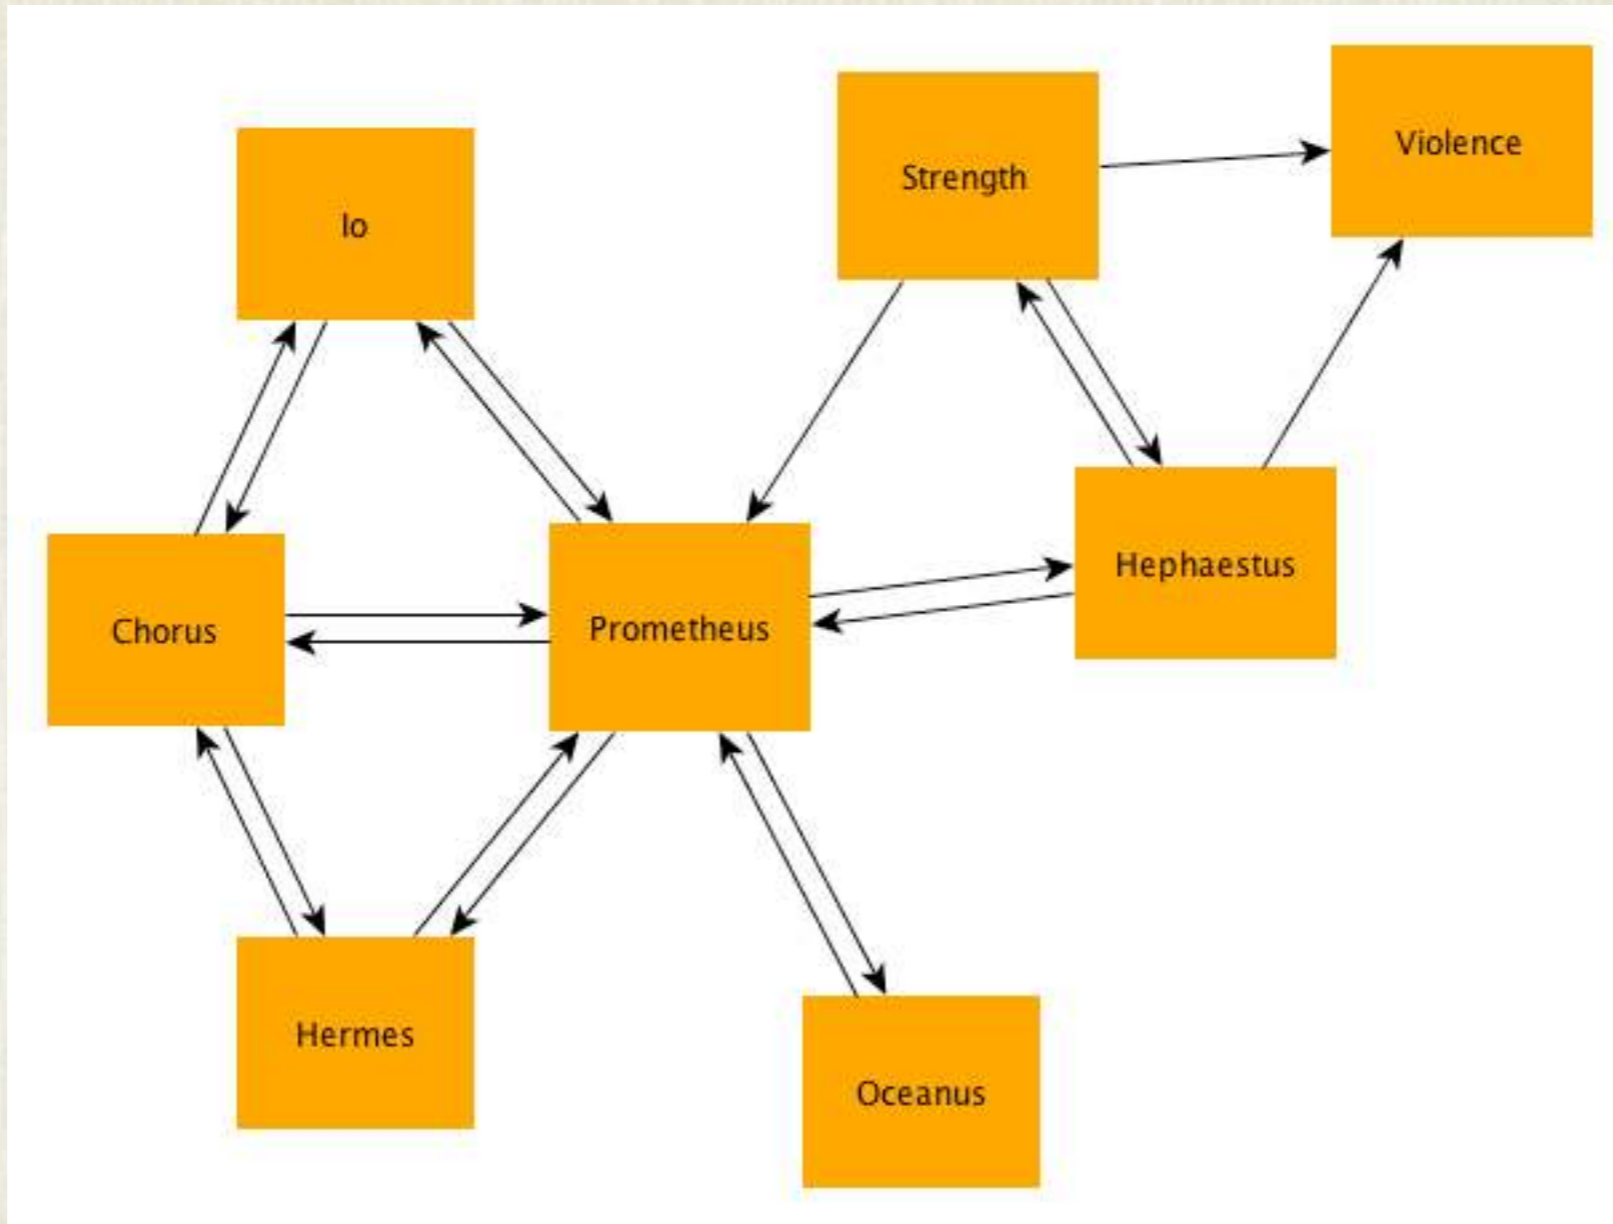 Violence
Strength
Io
Hephaestus
Prometheus
Chorus
Hermes
Oceanus